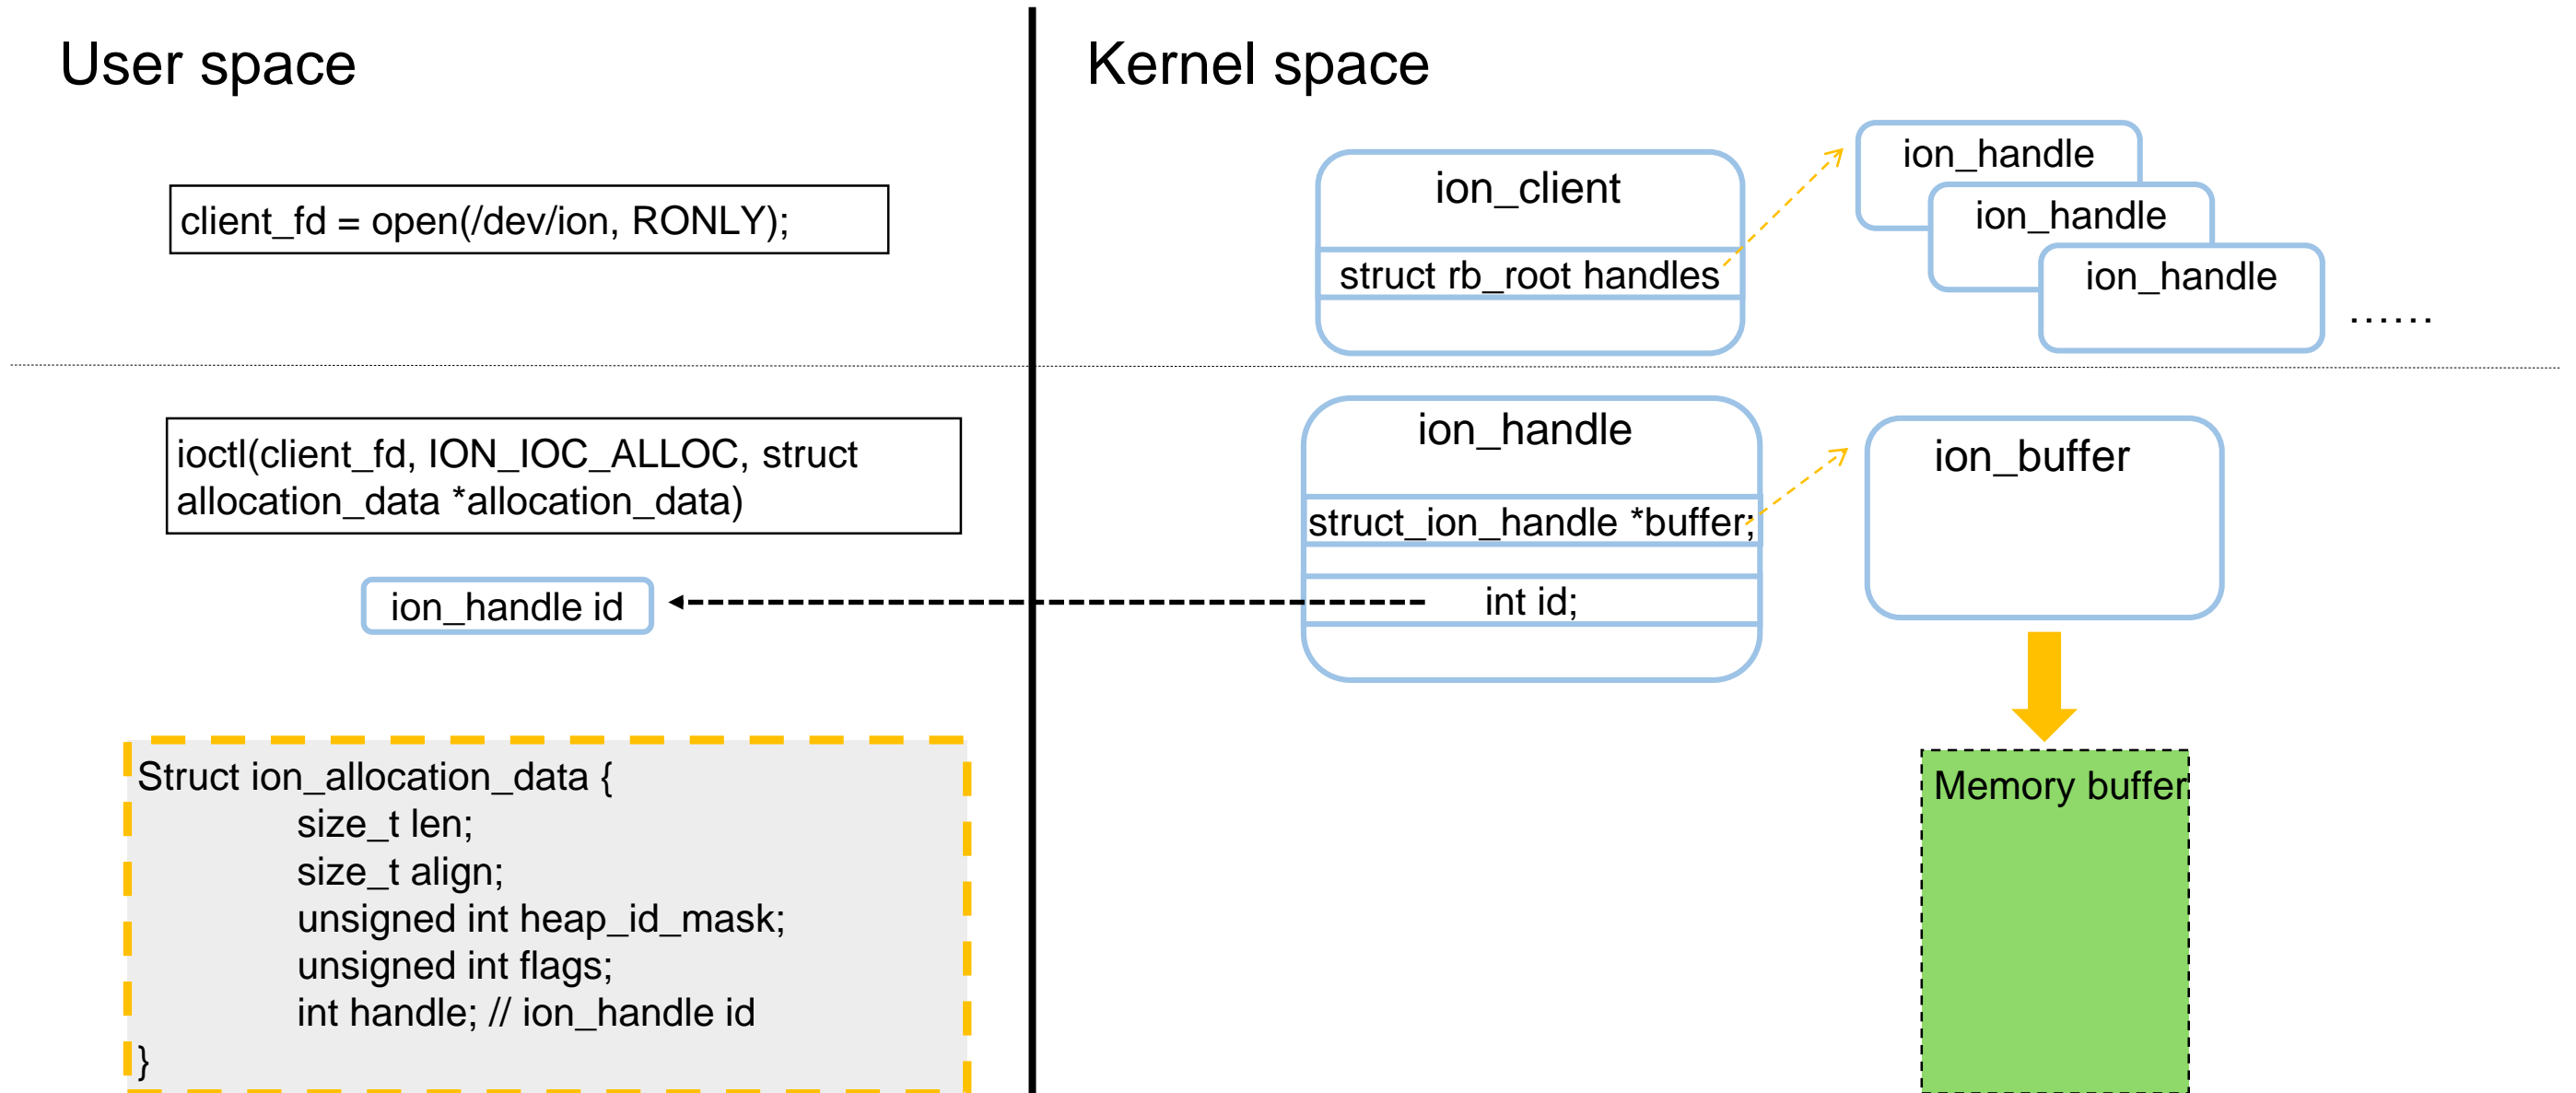 User space
Kernel space
client_fd = open(/dev/ion, RONLY);
ion_client
struct rb_root handles
ion_handle
ion_handle
ion_handle
......
ioctl(client_fd, ION_IOC_ALLOC, struct
allocation_data *allocation_data)
ion_handle id
ion_handle
struct_ion_handle *buffer;
int id;
ion_buffer
Memory buffer
Struct ion_allocation_data {
size_t len;
size_t align;
unsigned int heap_id_mask;
unsigned int flags;
int handle; // ion_handle id
}